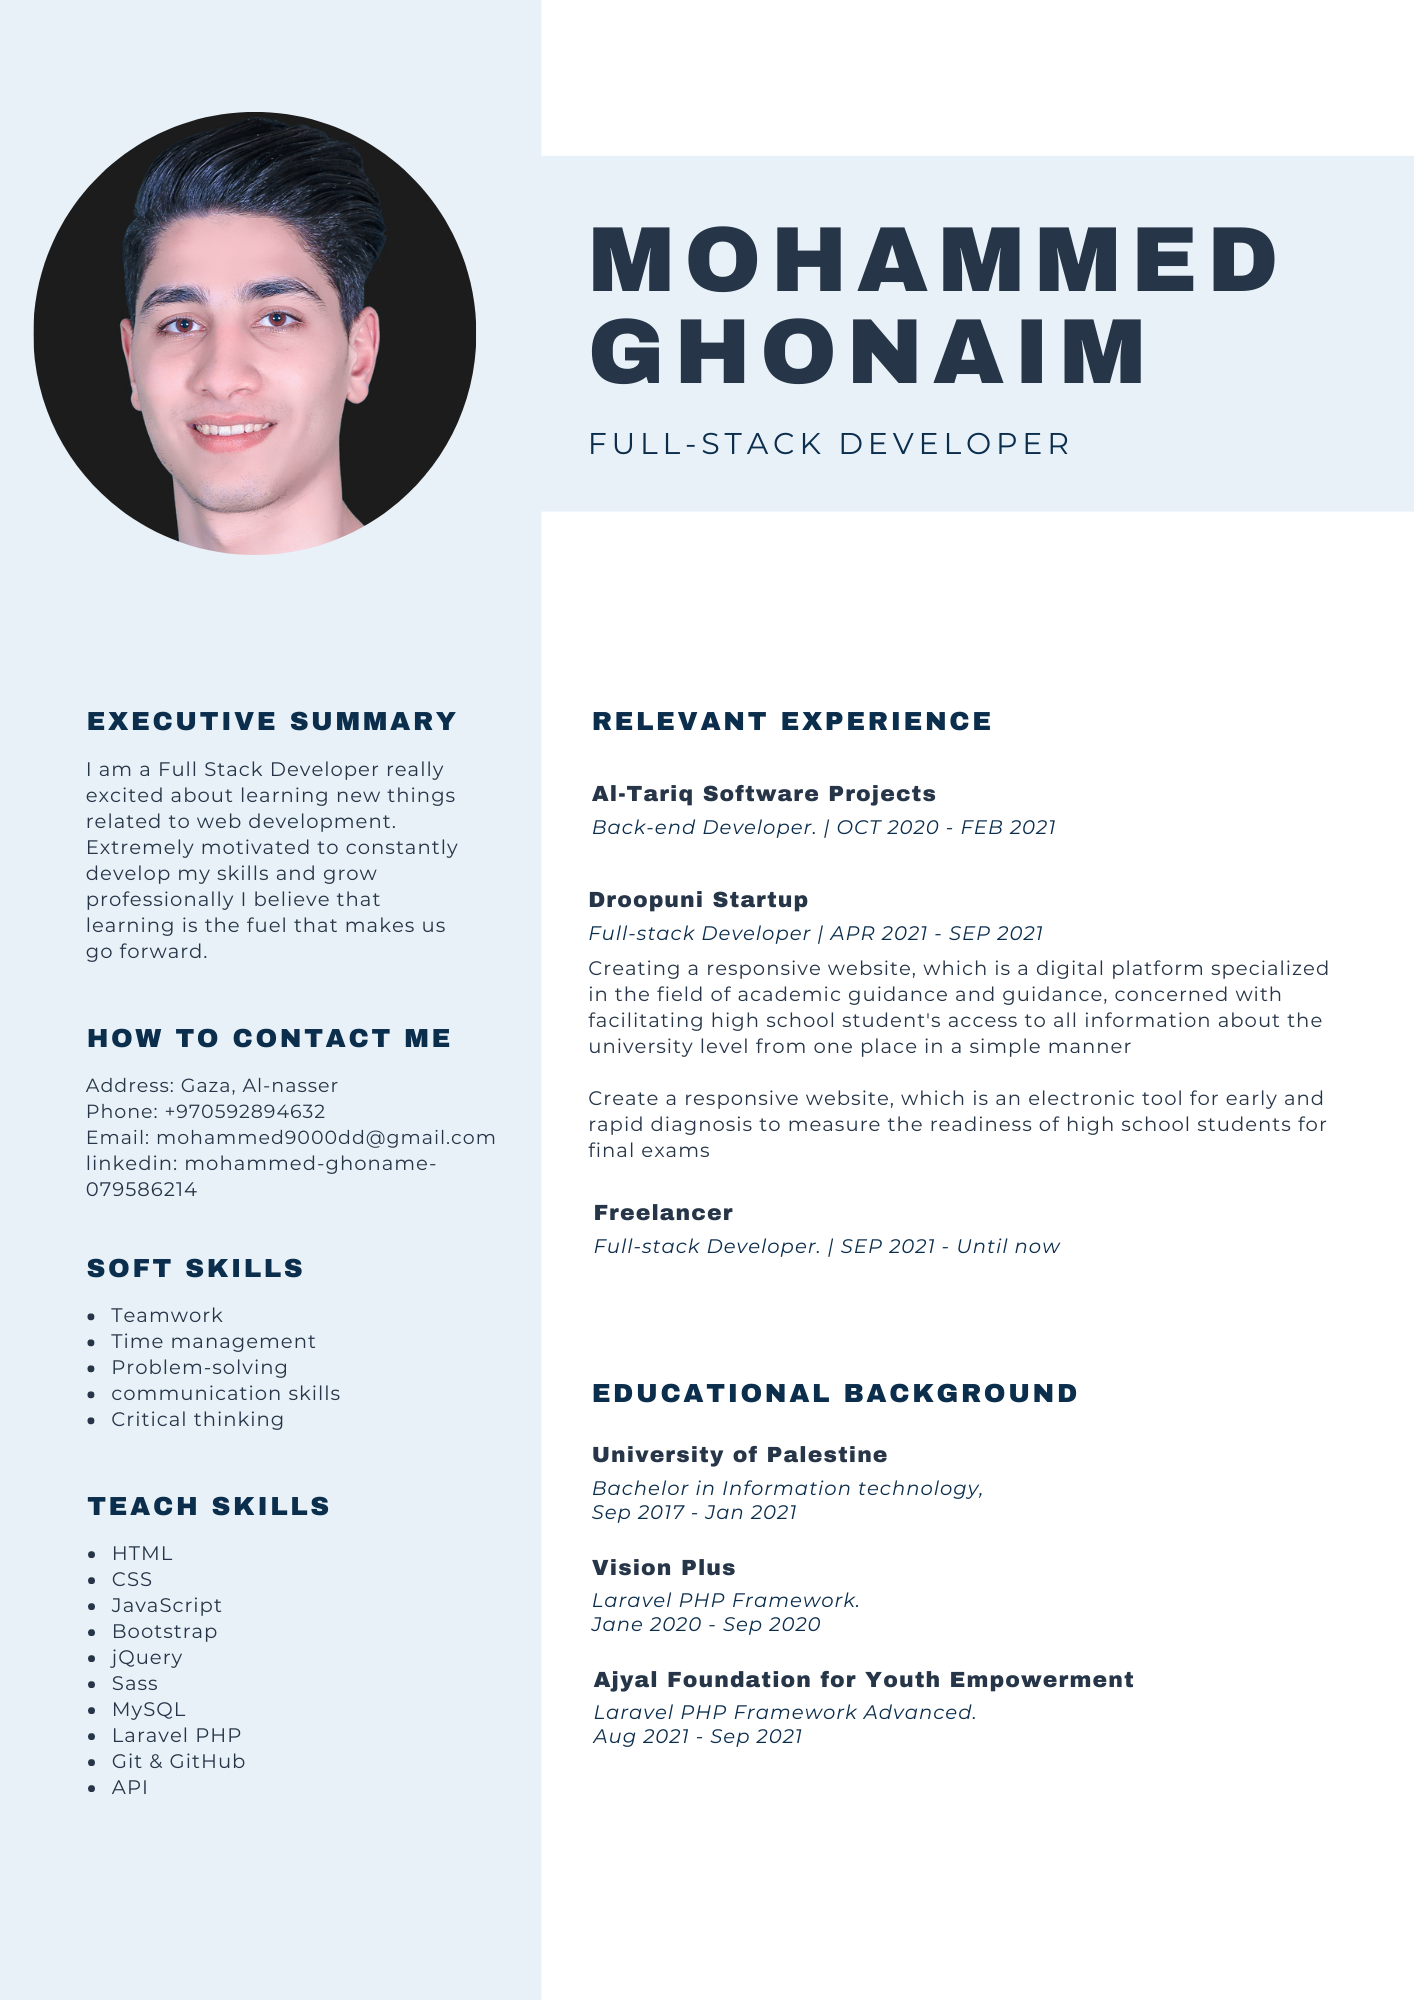 MOHAMMED
GHONAIM
FULL-STACK DEVELOPER
EXECUTIVE SUMMARY
I am a Full Stack Developer really
excited about learning new things
related to web development.
Extremely motivated to constantly
develop my skills and grow
professionally I believe that
learning is the fuel that makes us
go forward.
HOW TO CONTACT ME
Address: Gaza, Al-nasser
Phone: +970592894632
Email: mohammed9000dd@gmail.com
linkedin: mohammed-ghoname-
079586214
SOFT SKILLS
• Teamwork
• Time management
• Problem-solving
• communication skills
• Critical thinking
TEACH SKILLS
• HTML
• CSS
• JavaScript
• Bootstrap
• jQuery
• Sass
• MySQL
• Laravel PHP
• Git & GitHub
• API
RELEVANT EXPERIENCE
Al-Tariq Software Projects
Back-end Developer. | OCT 2020 - FEB 2021
Droopuni Startup
Full-stack Developer | APR 2021 - SEP 2021
Creating a responsive website, which is a digital platform specialized
in the field of academic guidance and guidance, concerned with
facilitating high school student's access to all information about the
university level from one place in a simple manner
Create a responsive website, which is an electronic tool for early and
rapid diagnosis to measure the readiness of high school students for
final exams
Freelancer
Full-stack Developer. | SEP 2021 - Until now
EDUCATIONAL BACKGROUND
University of Palestine
Bachelor in Information technology,
Sep 2017 - Jan 2021
Vision Plus
Laravel PHP Framework.
Jane 2020 - Sep 2020
Ajyal Foundation for Youth Empowerment
Laravel PHP Framework Advanced.
Aug 2021 - Sep 2021